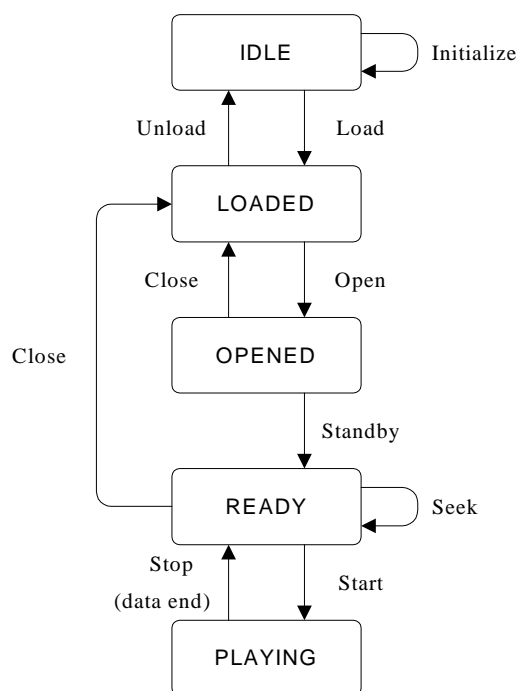 IDLE
Initialize
Unload
Load
LOADED
Close
Open
Close
OPENED
Standby
READY
Seek
Stop
(data end)
Start
PLAYING